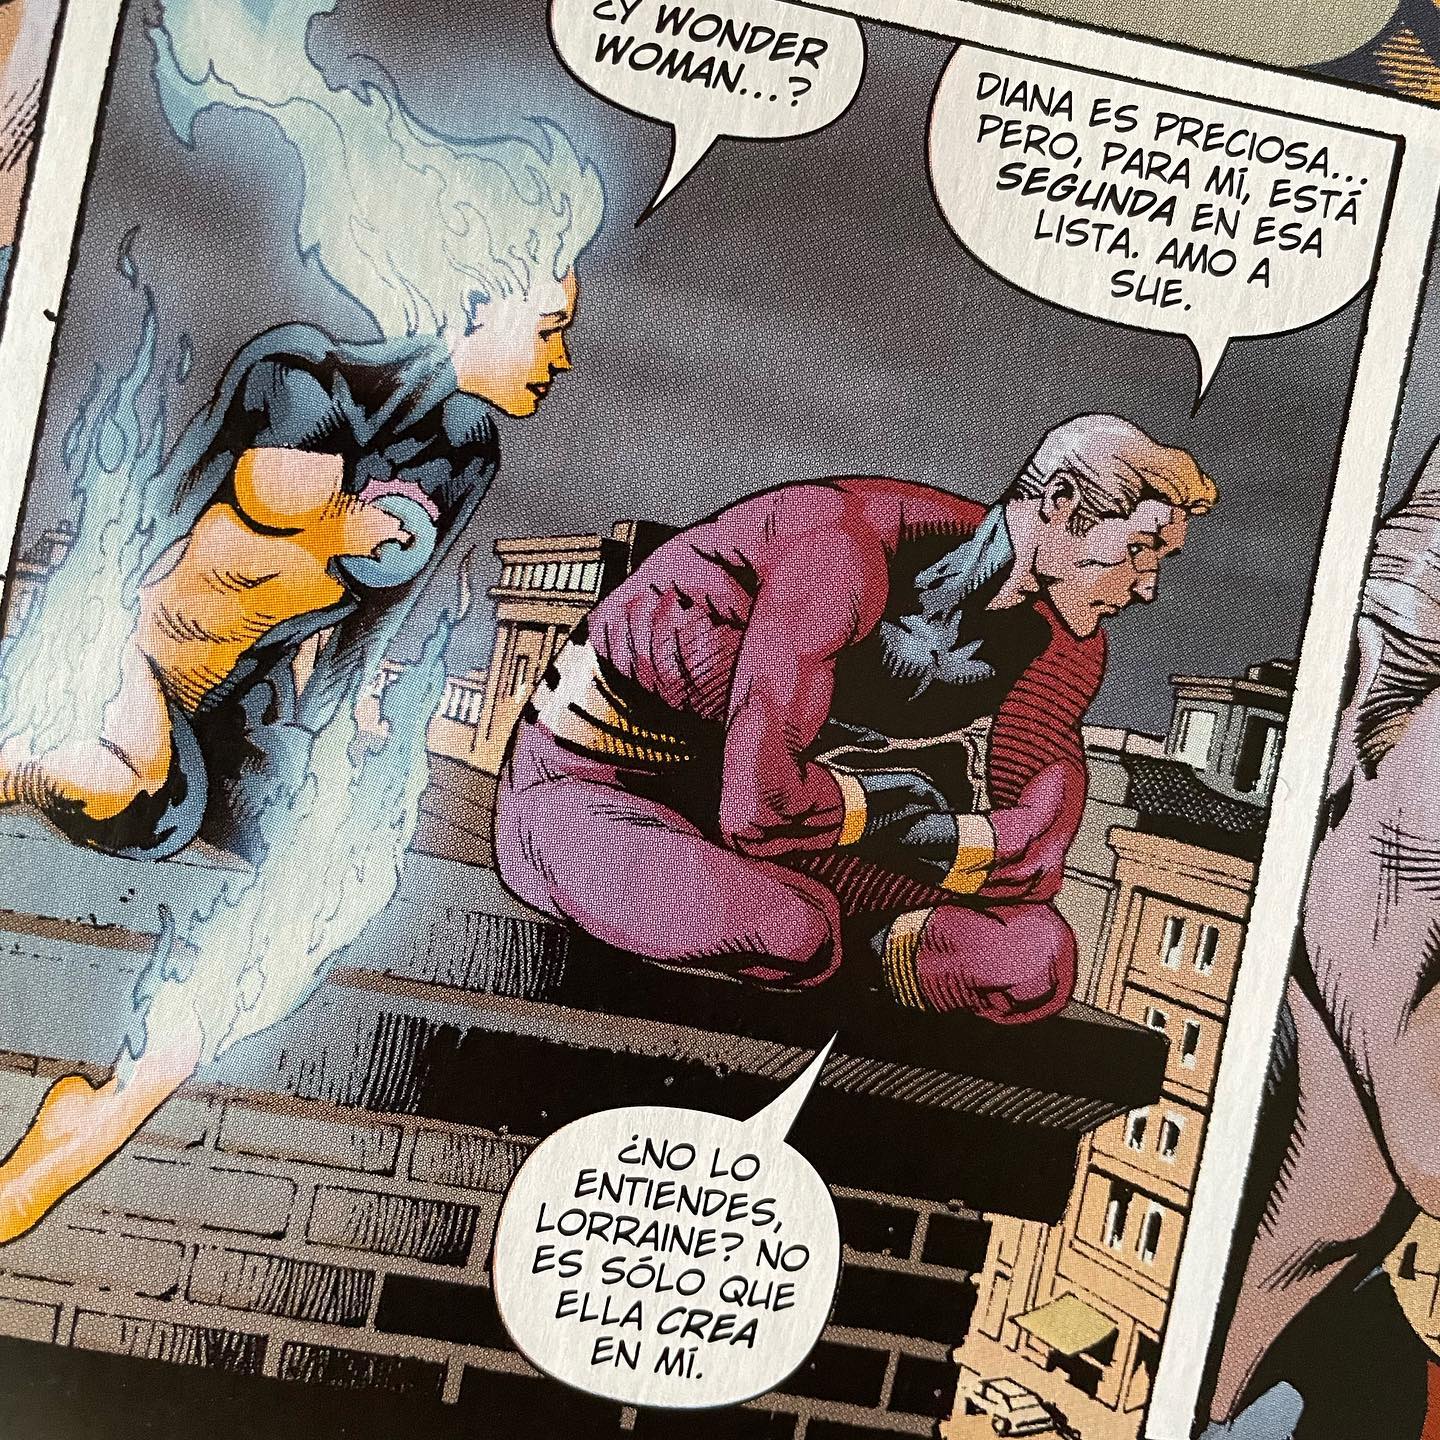 ¿Y WONDER
WOMAN...?
DIANA ES PRECIOSA...
PERO, PARA MÍ, ESTÁ
SEGUNDA EN ESA
LISTA. AMO A
SUE.
¿NO LO
ENTIENDES,
LORRAINE? NO
ES SÓLO QUE
ELLA CREA
EN MÍ.